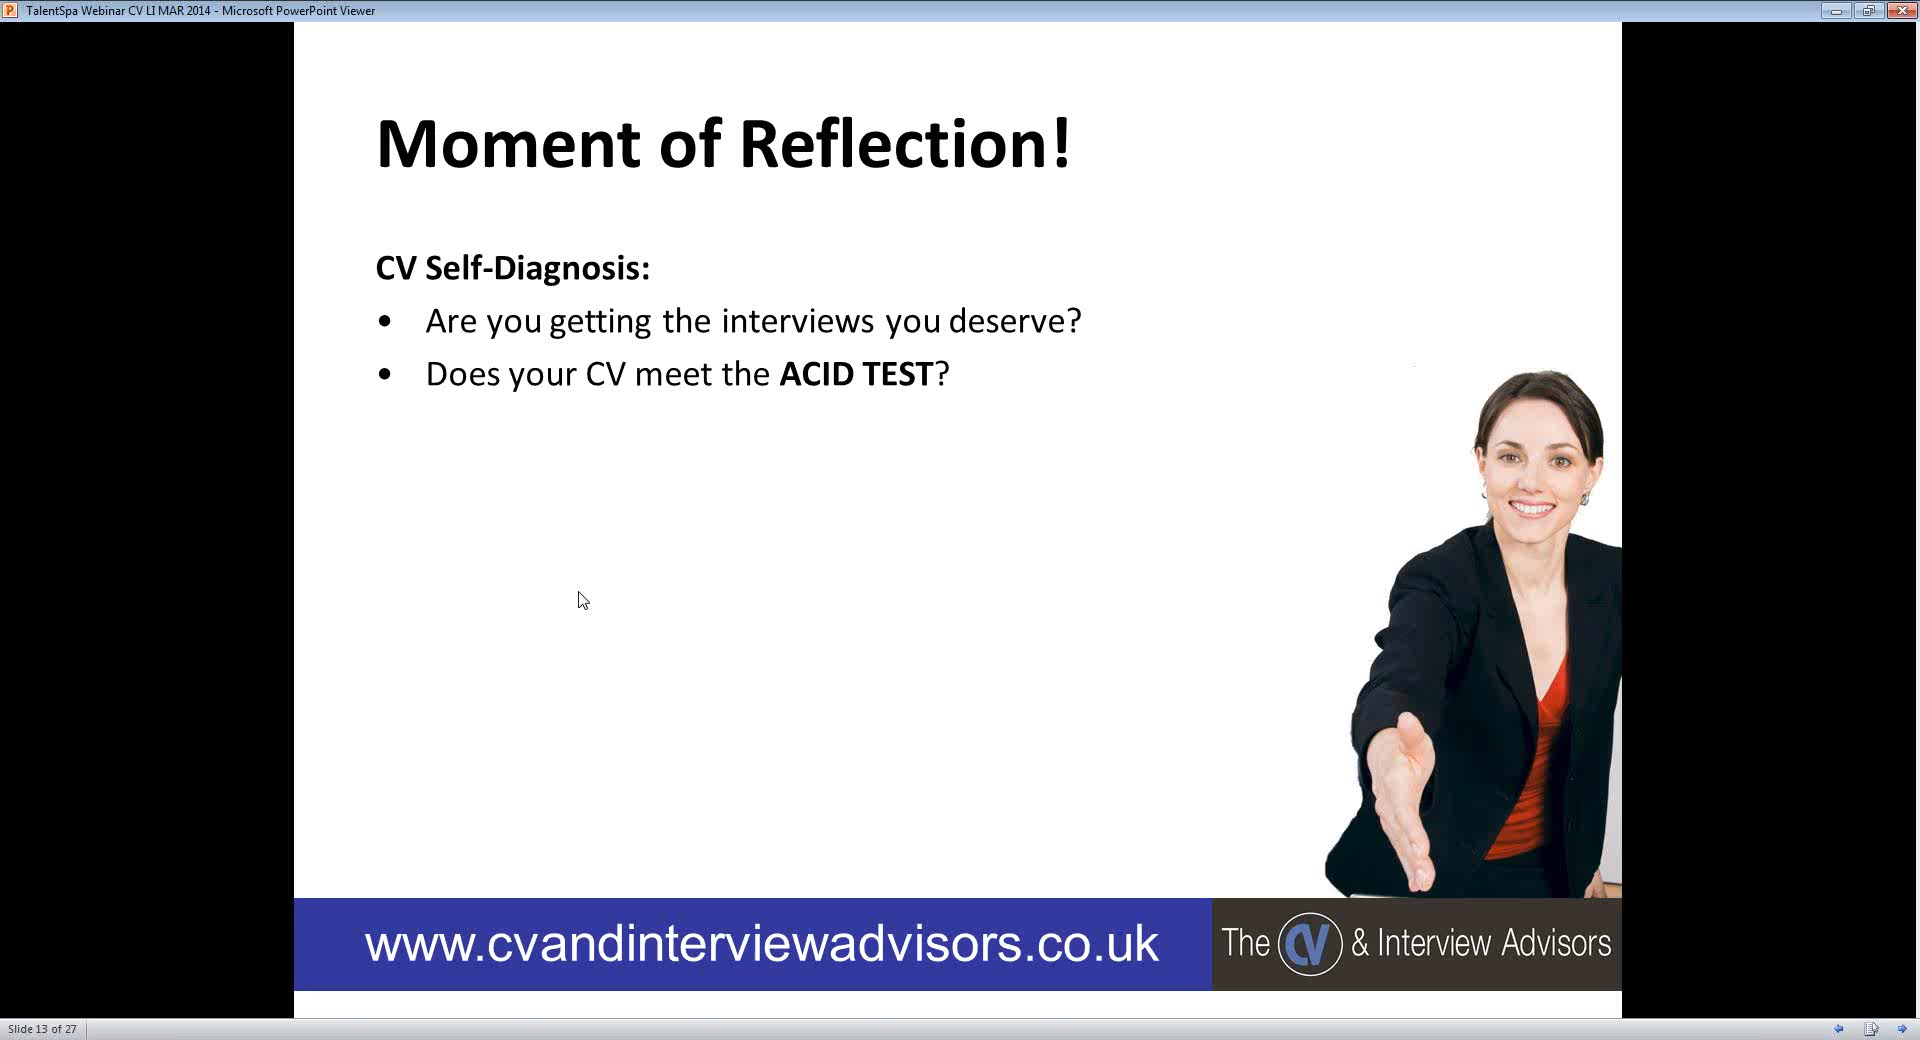 TalentSpa Webinar CV LI MAR 2014 - Microsoft PowerPoint Viewer
Moment of Reflection!
CV Self-Diagnosis:
• Are you getting the interviews you deserve?
• Does your CV meet the ACID TEST?
www.cvandinterviewadvisors.co.uk
The CV & Interview Advisors
Slide 13 of 27